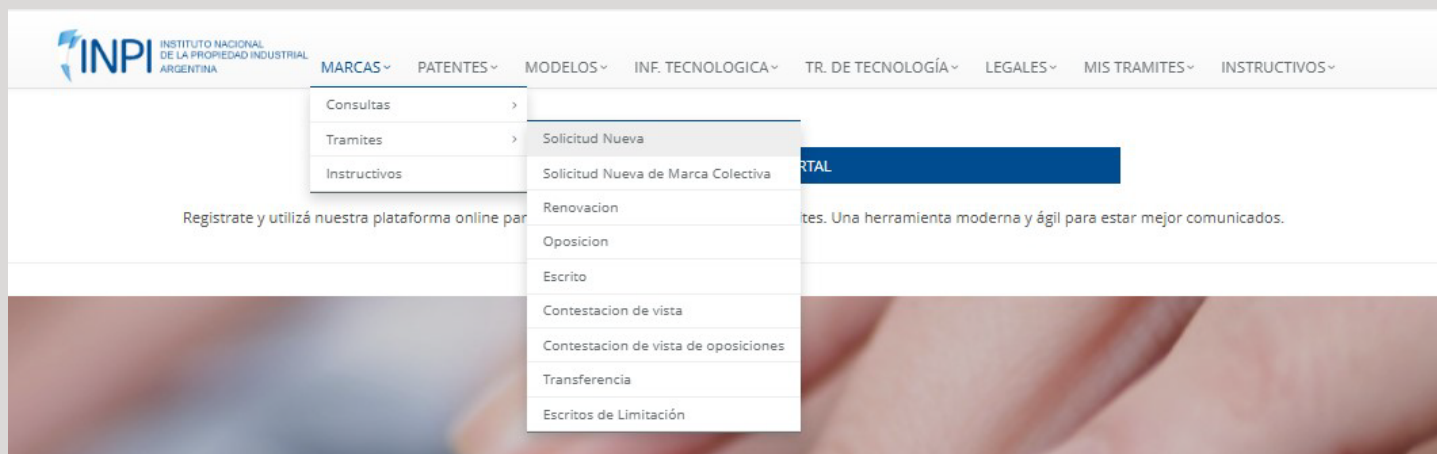 INPI
INSTITUTO NACIONAL
DE LA PROPIEDAD INDUSTRIAL
ARGENTINA
MARCAS PATENTES MODELOS INF. TECNOLOGICA TR. DE TECNOLOGÍA LEGALES MIS TRAMITES INSTRUCTIVOS
Consultas
Tramites
Instructivos
Solicitud Nueva
Solicitud Nueva de Marca Colectiva
Renovacion
Oposicion
Escrito
Contestacion de vista
Contestacion de vista de oposiciones
Transferencia
Escritos de Limitación
RTAL
Registrate y utilizá nuestra plataforma online par tes. Una herramienta moderna y ágil para estar mejor comunicados.